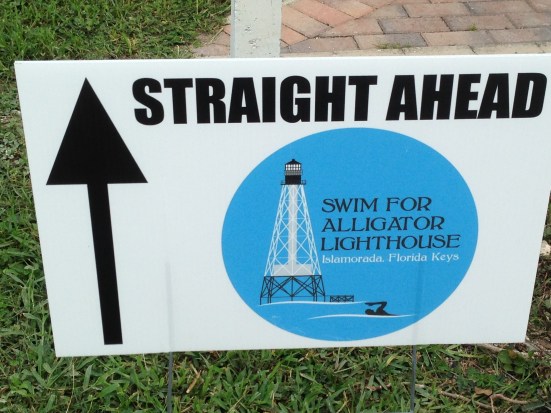 STRAIGHT AHEAD
SWIM FOR
ALLIGATOR
LIGHTHOUSE
Islamorada, Florida Keys